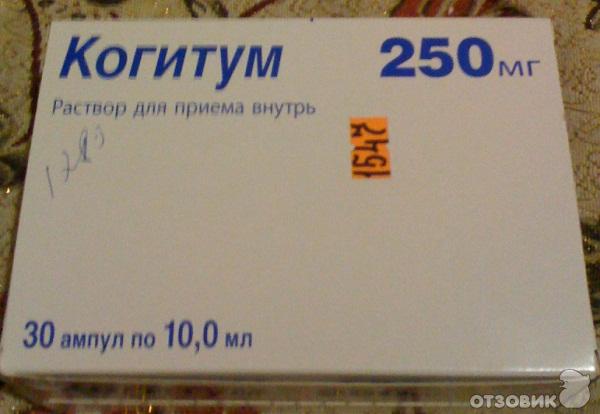 Когитум 250 мг
Раствор для приема внутрь
1547
30 ампул по 10,0 мл
ОТЗОВИК